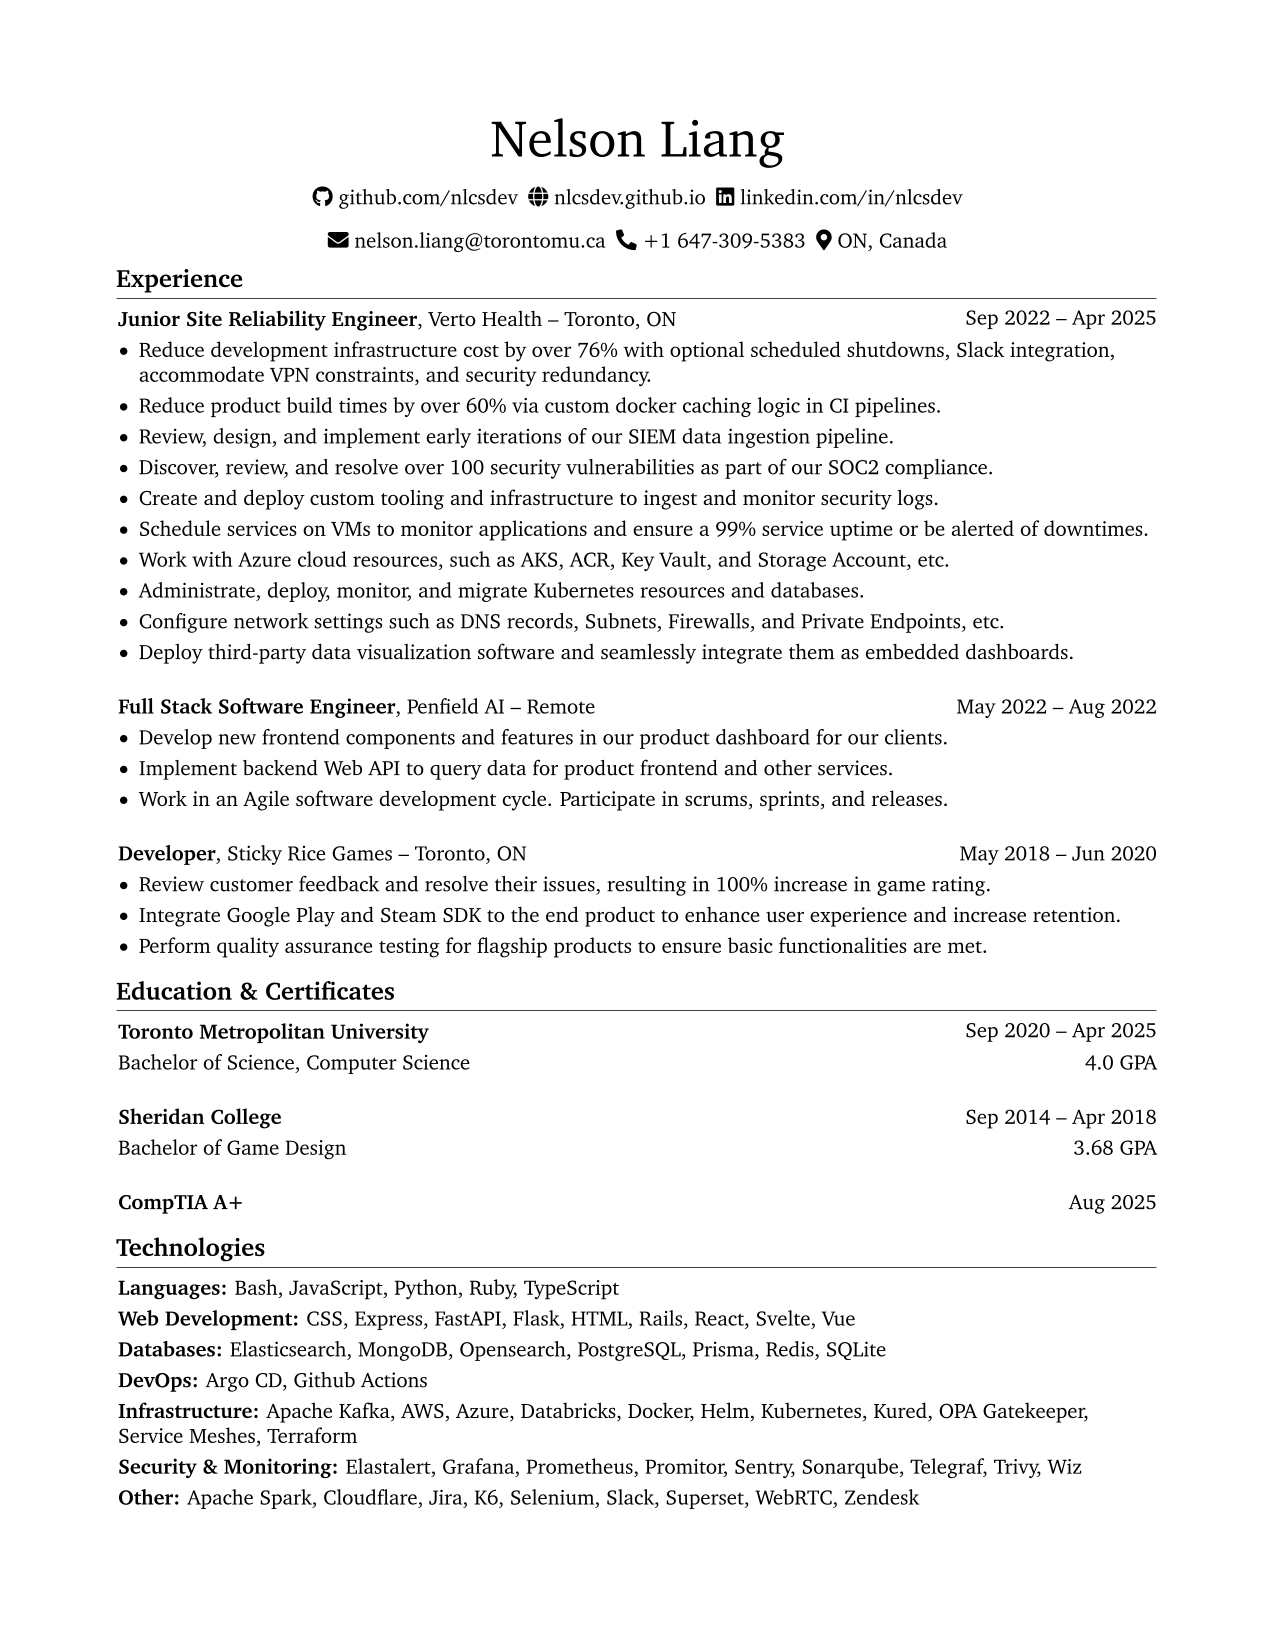 Nelson Liang
github.com/nlcsdev nlcsdev.github.io linkedin.com/in/nlcsdev
nelson.liang@torontomu.ca +1 647-309-5383 ON, Canada
Experience
Junior Site Reliability Engineer, Verto Health – Toronto, ON Sep 2022 – Apr 2025
• Reduce development infrastructure cost by over 76% with optional scheduled shutdowns, Slack integration,
accommodate VPN constraints, and security redundancy.
• Reduce product build times by over 60% via custom docker caching logic in CI pipelines.
• Review, design, and implement early iterations of our SIEM data ingestion pipeline.
• Discover, review, and resolve over 100 security vulnerabilities as part of our SOC2 compliance.
• Create and deploy custom tooling and infrastructure to ingest and monitor security logs.
• Schedule services on VMs to monitor applications and ensure a 99% service uptime or be alerted of downtimes.
• Work with Azure cloud resources, such as AKS, ACR, Key Vault, and Storage Account, etc.
• Administrate, deploy, monitor, and migrate Kubernetes resources and databases.
• Configure network settings such as DNS records, Subnets, Firewalls, and Private Endpoints, etc.
• Deploy third-party data visualization software and seamlessly integrate them as embedded dashboards.
Full Stack Software Engineer, Penfield AI – Remote May 2022 – Aug 2022
• Develop new frontend components and features in our product dashboard for our clients.
• Implement backend Web API to query data for product frontend and other services.
• Work in an Agile software development cycle. Participate in scrums, sprints, and releases.
Developer, Sticky Rice Games – Toronto, ON May 2018 – Jun 2020
• Review customer feedback and resolve their issues, resulting in 100% increase in game rating.
• Integrate Google Play and Steam SDK to the end product to enhance user experience and increase retention.
• Perform quality assurance testing for flagship products to ensure basic functionalities are met.
Education & Certificates
Toronto Metropolitan University Sep 2020 – Apr 2025
Bachelor of Science, Computer Science 4.0 GPA
Sheridan College Sep 2014 – Apr 2018
Bachelor of Game Design 3.68 GPA
CompTIA A+ Aug 2025
Technologies
Languages: Bash, JavaScript, Python, Ruby, TypeScript
Web Development: CSS, Express, FastAPI, Flask, HTML, Rails, React, Svelte, Vue
Databases: Elasticsearch, MongoDB, Opensearch, PostgreSQL, Prisma, Redis, SQLite
DevOps: Argo CD, Github Actions
Infrastructure: Apache Kafka, AWS, Azure, Databricks, Docker, Helm, Kubernetes, Kured, OPA Gatekeeper,
Service Meshes, Terraform
Security & Monitoring: Elastalert, Grafana, Prometheus, Promitor, Sentry, Sonarqube, Telegraf, Trivy, Wiz
Other: Apache Spark, Cloudflare, Jira, K6, Selenium, Slack, Superset, WebRTC, Zendesk